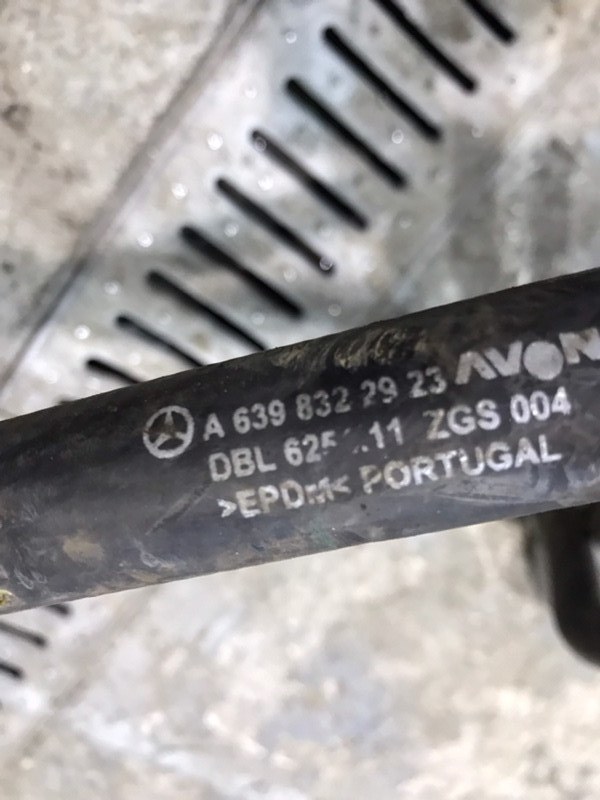 A 639 832 29 23 AVON
DBL ZGS 004
>EPDM< PORTUGAL